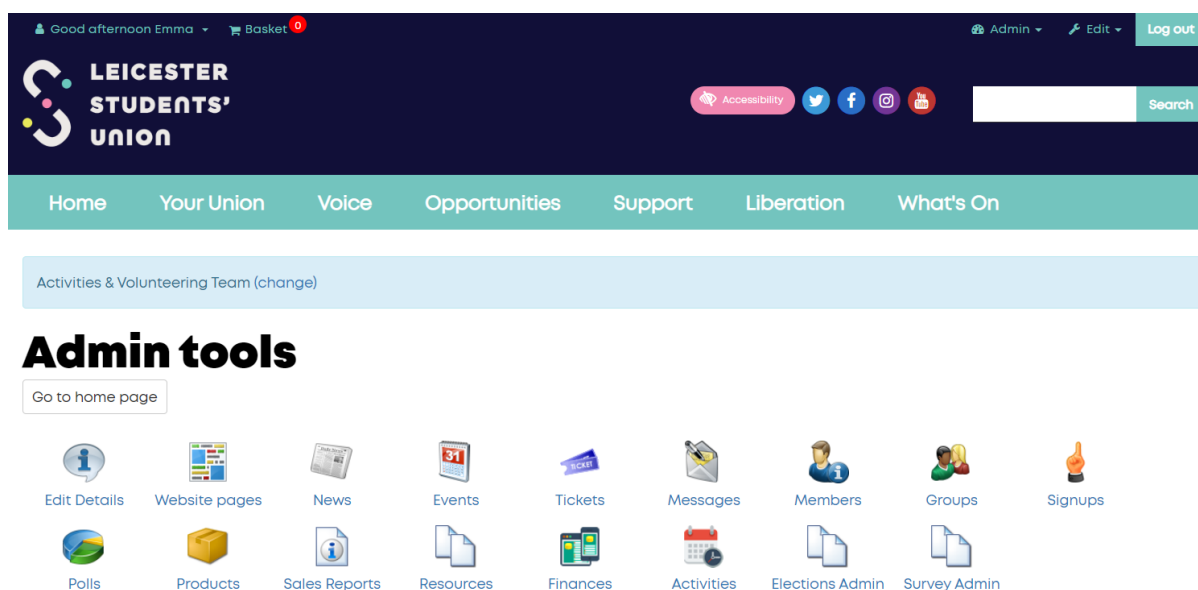 Good afternoon Emma Basket 0 Admin Edit Log out
LEICESTER
STUDENTS'
UNION
Accessibility Search
Home Your Union Voice Opportunities Support Liberation What's On
Activities & Volunteering Team (change)
Admin tools
Go to home page
31 TICKET
Edit Details Website pages News Events Tickets Messages Members Groups Signups
Polls Products Sales Reports Resources Finances Activities Elections Admin Survey Admin